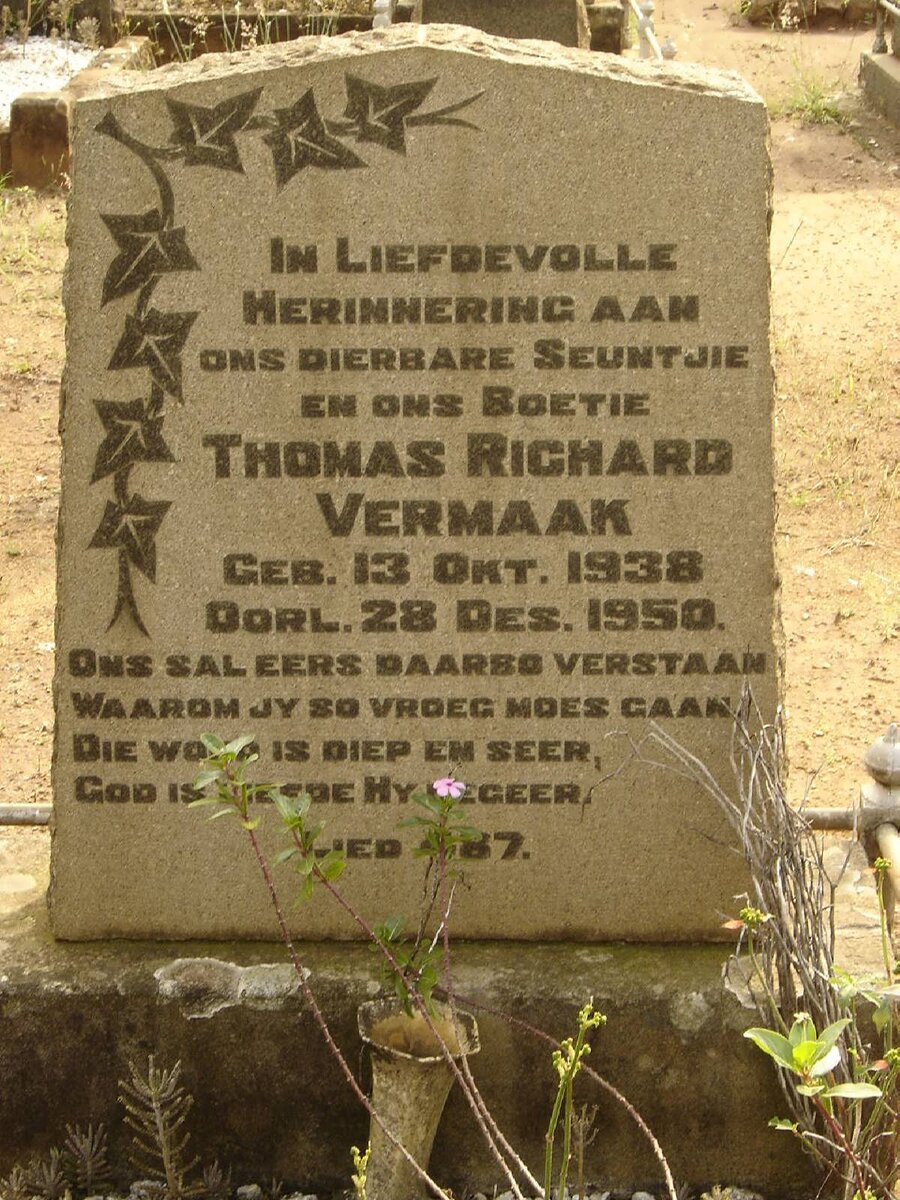 In Liefdevolle
Herinnering aan
ons dierbare Seuntjie
en ons Boetie
Thomas Richard
Vermaak
Geb. 13 Okt. 1938
Oorl. 28 Des. 1950.
Ons sal eers daarbo verstaan
Waarom jy so vroeg moes gaan,
Die is diep en seer,
God is Hy
Lied